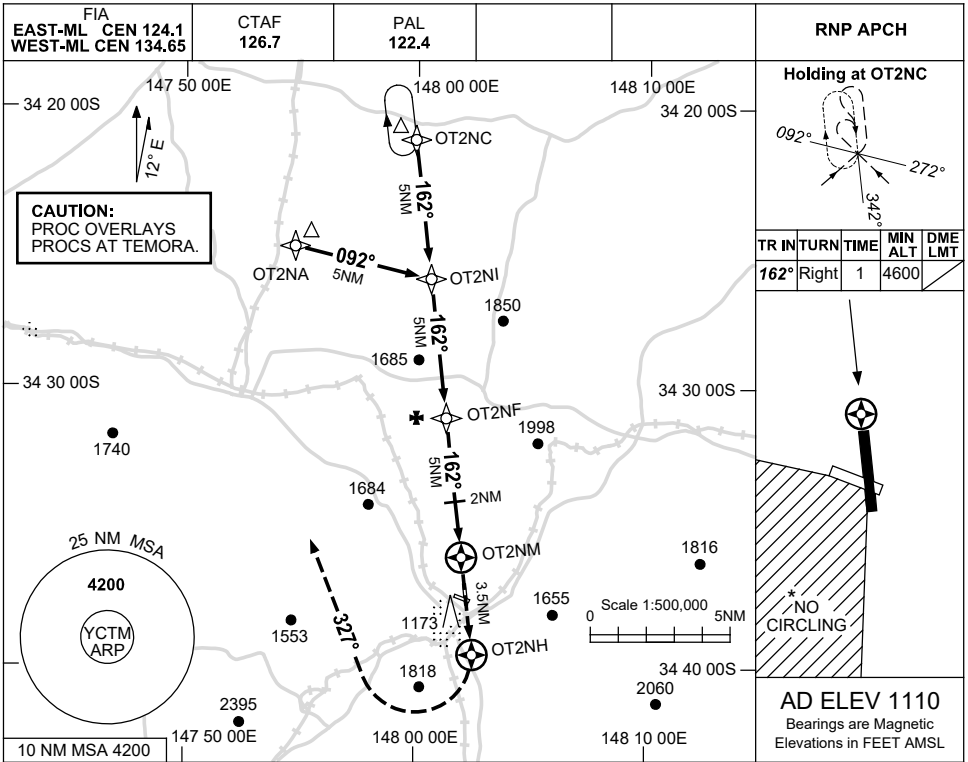 FIA
EAST-ML CEN 124.1
WEST-ML CEN 134.65
CTAF
126.7
PAL
122.4
RNP APCH
147 50 00E
148 00 00E
148 10 00E
34 20 00S
34 20 00S
12° E
OT2NC
162°
5NM
CAUTION:
PROC OVERLAYS
PROCS AT TEMORA.
OT2NA
092°
5NM
OT2NI
1850
162°
5NM
1685
34 30 00S
34 30 00S
OT2NF
1740
1998
162°
5NM
2NM
1684
OT2NM
25 NM MSA
4200
YCTM
ARP
1816
3.5NM
327°
1553
1173
1655
Scale 1:500,000
0
5NM
OT2NH
1818
34 40 00S
2395
2060
147 50 00E
148 00 00E
148 10 00E
10 NM MSA 4200
Holding at OT2NC
092°
272°
342°
TR IN TURN TIME MIN ALT DME LMT
162° Right 1 4600
*NO
CIRCLING
AD ELEV 1110
Bearings are Magnetic
Elevations in FEET AMSL